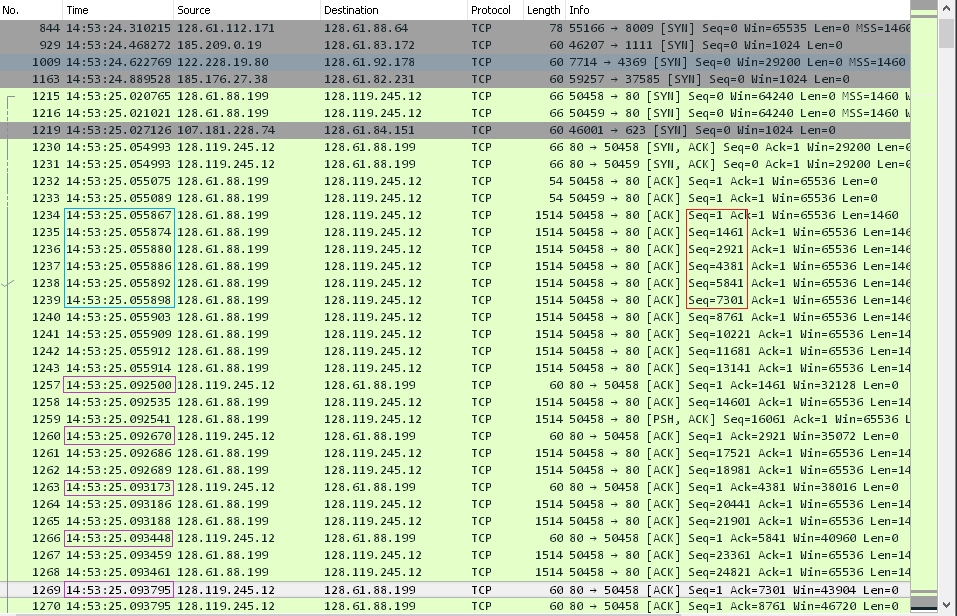 No. Time Source Destination Protocol Length Info
844 14:53:24.310215 128.61.112.171 128.61.88.64 TCP 78 55166 → 8009 [SYN] Seq=0 Win=65535 Len=0 MSS=1460
929 14:53:24.468272 185.209.0.19 128.61.83.172 TCP 60 46207 → 1111 [SYN] Seq=0 Win=1024 Len=0
1009 14:53:24.622769 122.228.19.80 128.61.92.178 TCP 60 7714 → 4369 [SYN] Seq=0 Win=29200 Len=0 MSS=1460
1163 14:53:24.889528 185.176.27.38 128.61.82.231 TCP 60 59257 → 37585 [SYN] Seq=0 Win=1024 Len=0
1215 14:53:25.020765 128.61.88.199 128.119.245.12 TCP 66 50458 → 80 [SYN] Seq=0 Win=64240 Len=0 MSS=1460 W
1216 14:53:25.021021 128.61.88.199 128.119.245.12 TCP 66 50459 → 80 [SYN] Seq=0 Win=64240 Len=0 MSS=1460 W
1219 14:53:25.027126 107.181.228.74 128.61.84.151 TCP 60 46001 → 623 [SYN] Seq=0 Win=1024 Len=0
1230 14:53:25.054993 128.119.245.12 128.61.88.199 TCP 66 80 → 50458 [SYN, ACK] Seq=0 Ack=1 Win=29200 Len=0
1231 14:53:25.054993 128.119.245.12 128.61.88.199 TCP 66 80 → 50459 [SYN, ACK] Seq=0 Ack=1 Win=29200 Len=0
1232 14:53:25.055075 128.61.88.199 128.119.245.12 TCP 54 50458 → 80 [ACK] Seq=1 Ack=1 Win=65536 Len=0
1233 14:53:25.055089 128.61.88.199 128.119.245.12 TCP 54 50459 → 80 [ACK] Seq=1 Ack=1 Win=65536 Len=0
1234 14:53:25.055867 128.61.88.199 128.119.245.12 TCP 1514 50458 → 80 [ACK] Seq=1 Ack=1 Win=65536 Len=1460
1235 14:53:25.055874 128.61.88.199 128.119.245.12 TCP 1514 50458 → 80 [ACK] Seq=1461 Ack=1 Win=65536 Len=146
1236 14:53:25.055880 128.61.88.199 128.119.245.12 TCP 1514 50458 → 80 [ACK] Seq=2921 Ack=1 Win=65536 Len=146
1237 14:53:25.055886 128.61.88.199 128.119.245.12 TCP 1514 50458 → 80 [ACK] Seq=4381 Ack=1 Win=65536 Len=146
1238 14:53:25.055892 128.61.88.199 128.119.245.12 TCP 1514 50458 → 80 [ACK] Seq=5841 Ack=1 Win=65536 Len=146
1239 14:53:25.055898 128.61.88.199 128.119.245.12 TCP 1514 50458 → 80 [ACK] Seq=7301 Ack=1 Win=65536 Len=146
1240 14:53:25.055903 128.61.88.199 128.119.245.12 TCP 1514 50458 → 80 [ACK] Seq=8761 Ack=1 Win=65536 Len=146
1241 14:53:25.055909 128.61.88.199 128.119.245.12 TCP 1514 50458 → 80 [ACK] Seq=10221 Ack=1 Win=65536 Len=14
1242 14:53:25.055912 128.61.88.199 128.119.245.12 TCP 1514 50458 → 80 [ACK] Seq=11681 Ack=1 Win=65536 Len=14
1243 14:53:25.055914 128.61.88.199 128.119.245.12 TCP 1514 50458 → 80 [ACK] Seq=13141 Ack=1 Win=65536 Len=14
1257 14:53:25.092500 128.119.245.12 128.61.88.199 TCP 60 80 → 50458 [ACK] Seq=1 Ack=1461 Win=32128 Len=0
1258 14:53:25.092535 128.61.88.199 128.119.245.12 TCP 1514 50458 → 80 [ACK] Seq=14601 Ack=1 Win=65536 Len=14
1259 14:53:25.092541 128.61.88.199 128.119.245.12 TCP 1514 50458 → 80 [PSH, ACK] Seq=16061 Ack=1 Win=65536 L
1260 14:53:25.092670 128.119.245.12 128.61.88.199 TCP 60 80 → 50458 [ACK] Seq=1 Ack=2921 Win=35072 Len=0
1261 14:53:25.092686 128.61.88.199 128.119.245.12 TCP 1514 50458 → 80 [ACK] Seq=17521 Ack=1 Win=65536 Len=14
1262 14:53:25.092689 128.61.88.199 128.119.245.12 TCP 1514 50458 → 80 [ACK] Seq=18981 Ack=1 Win=65536 Len=14
1263 14:53:25.093173 128.119.245.12 128.61.88.199 TCP 60 80 → 50458 [ACK] Seq=1 Ack=4381 Win=38016 Len=0
1264 14:53:25.093186 128.61.88.199 128.119.245.12 TCP 1514 50458 → 80 [ACK] Seq=20441 Ack=1 Win=65536 Len=14
1265 14:53:25.093188 128.61.88.199 128.119.245.12 TCP 1514 50458 → 80 [ACK] Seq=21901 Ack=1 Win=65536 Len=14
1266 14:53:25.093448 128.119.245.12 128.61.88.199 TCP 60 80 → 50458 [ACK] Seq=1 Ack=5841 Win=40960 Len=0
1267 14:53:25.093459 128.61.88.199 128.119.245.12 TCP 1514 50458 → 80 [ACK] Seq=23361 Ack=1 Win=65536 Len=14
1268 14:53:25.093461 128.61.88.199 128.119.245.12 TCP 1514 50458 → 80 [ACK] Seq=24821 Ack=1 Win=65536 Len=14
1269 14:53:25.093795 128.119.245.12 128.61.88.199 TCP 60 80 → 50458 [ACK] Seq=1 Ack=7301 Win=43904 Len=0
1270 14:53:25.093795 128.119.245.12 128.61.88.199 TCP 60 80 → 50458 [ACK] Seq=1 Ack=8761 Win=46720 Len=0